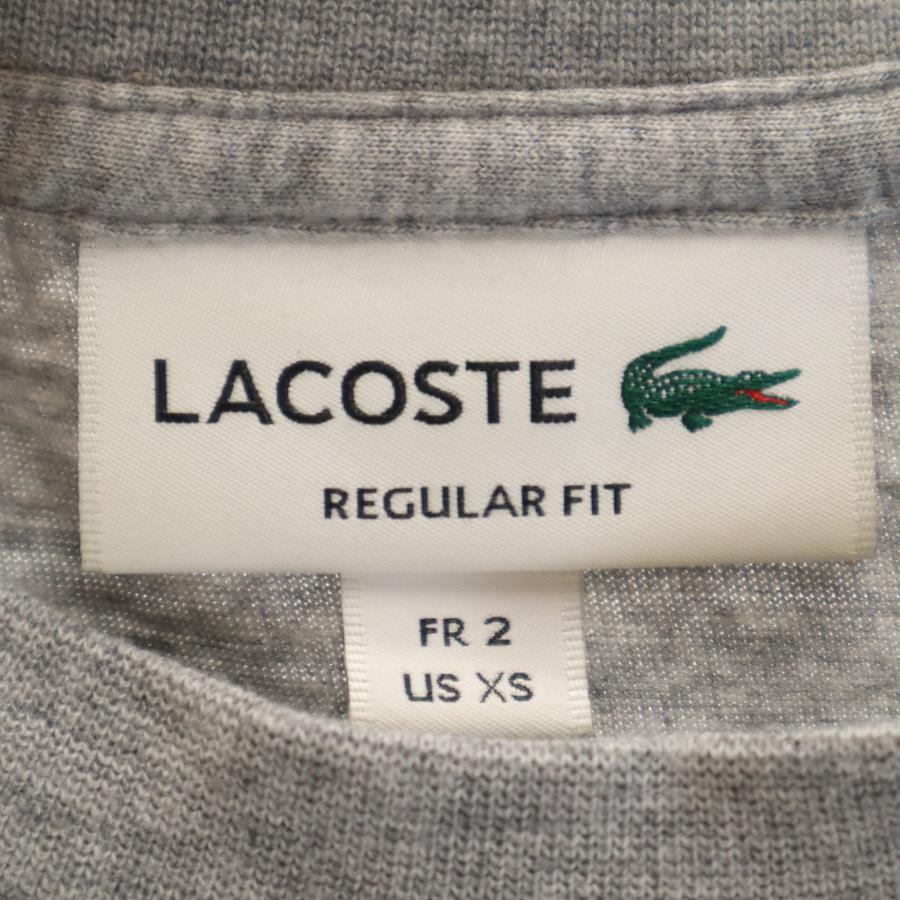 LACOSTE
REGULAR FIT
FR 2
US XS